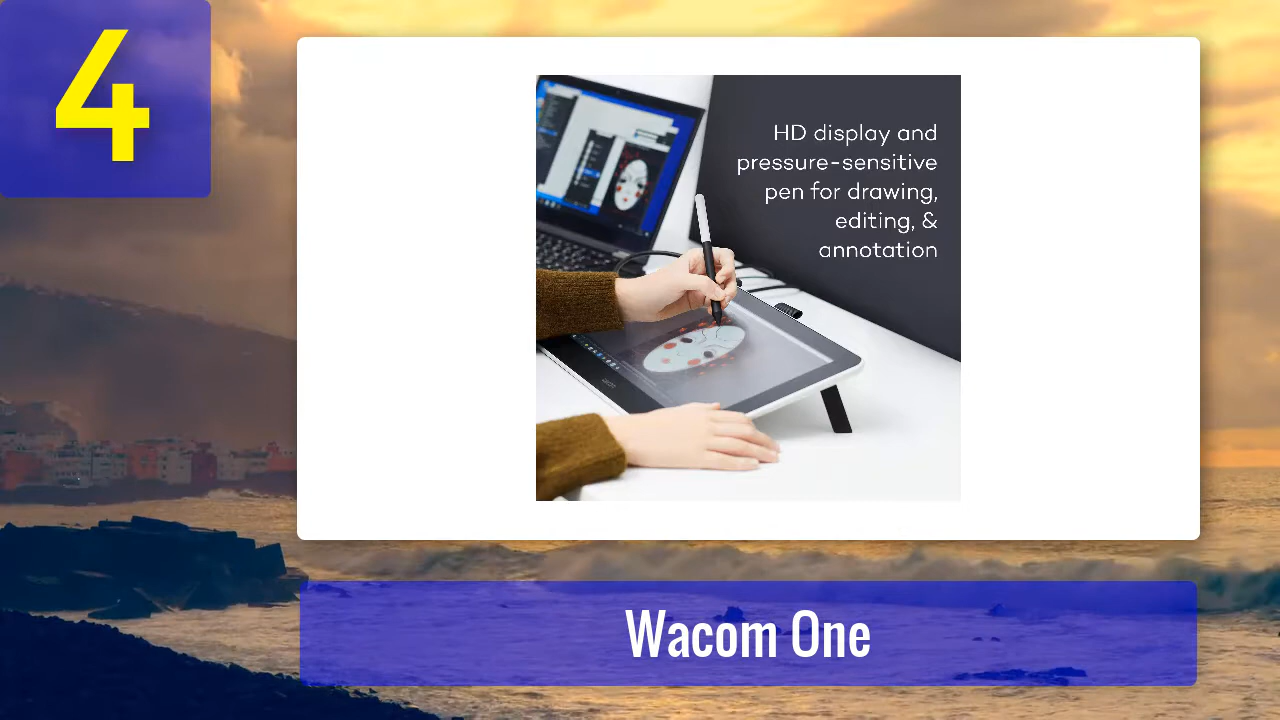 4
HD display and
pressure-sensitive
pen for drawing,
editing, &
annotation
Wacom One